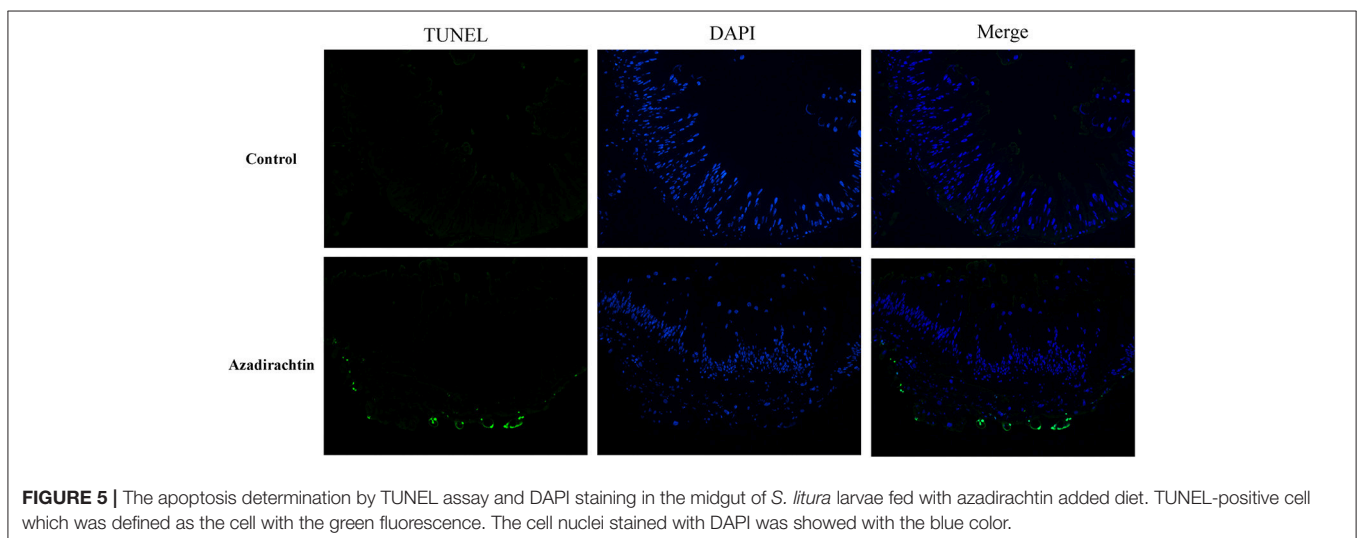 TUNEL DAPI Merge
Control
Azadirachtin
FIGURE 5 | The apoptosis determination by TUNEL assay and DAPI staining in the midgut of S. litura larvae fed with azadirachtin added diet. TUNEL-positive cell
which was defined as the cell with the green fluorescence. The cell nuclei stained with DAPI was showed with the blue color.